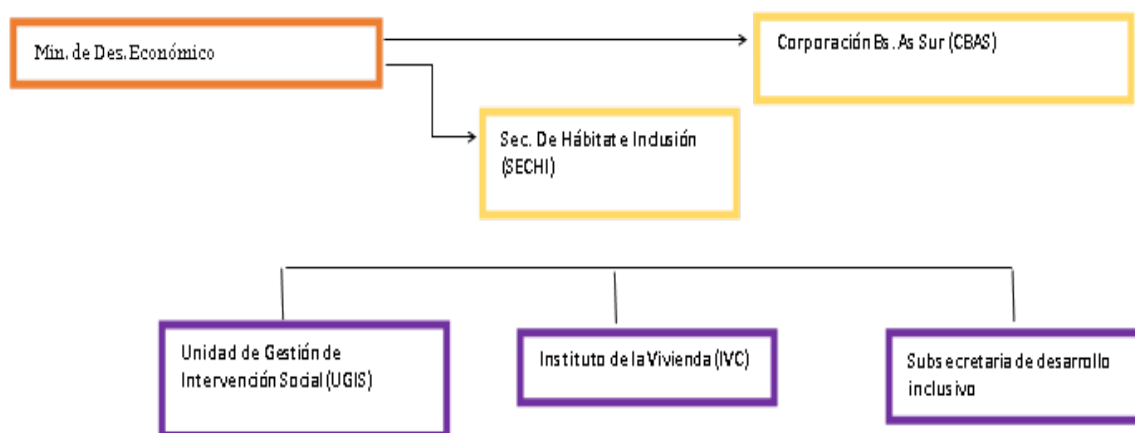 Min. de Des. Económico
Corporación Bs. As Sur (CBAS)
Sec. De Hábitat e Inclusión
(SECHI)
Unidad de Gestión de
Intervención Social (UGIS)
Instituto de la Vivienda (IVC)
Subsecretaria de desarrollo
inclusivo